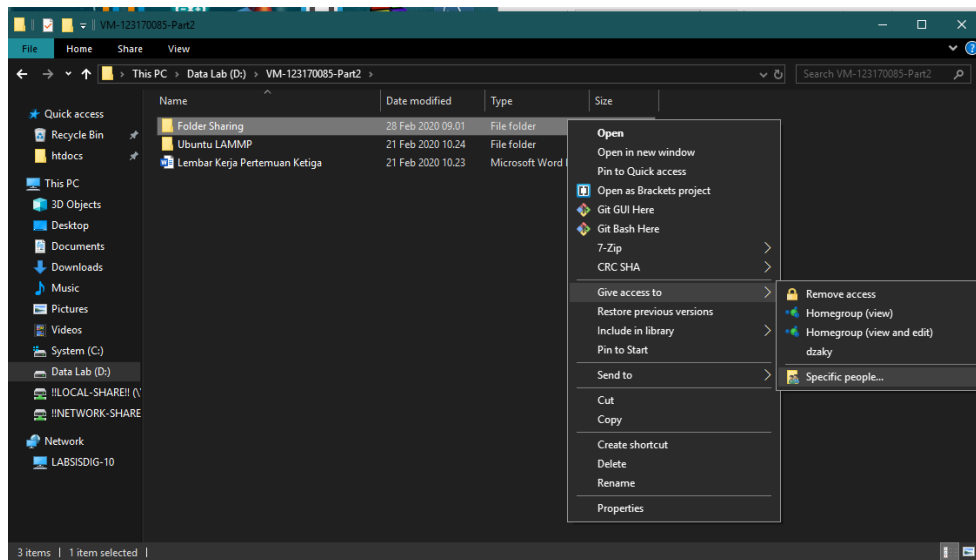 VM-123170085-Part2
File Home Share View
This PC > Data Lab (D:) > VM-123170085-Part2 >
Search VM-123170085-Part2
Quick access
Recycle Bin
htdocs
This PC
3D Objects
Desktop
Documents
Downloads
Music
Pictures
Videos
System (C:)
Data Lab (D:)
!!LOCAL-SHARE!! (\
!!NETWORK-SHARE
Network
LABSISDIG-10
Name Date modified Type Size
Folder Sharing 28 Feb 2020 09.01 File folder
Ubuntu LAMMP 21 Feb 2020 10.24 File folder
Lembar Kerja Pertemuan Ketiga 21 Feb 2020 10.23 Microsoft Word
Open
Open in new window
Pin to Quick access
Open as Brackets project
Git GUI Here
Git Bash Here
7-Zip
CRC SHA
Give access to
Restore previous versions
Include in library
Pin to Start
Send to
Cut
Copy
Create shortcut
Delete
Rename
Properties
Remove access
Homegroup (view)
Homegroup (view and edit)
dzaky
Specific people...
3 items | 1 item selected |